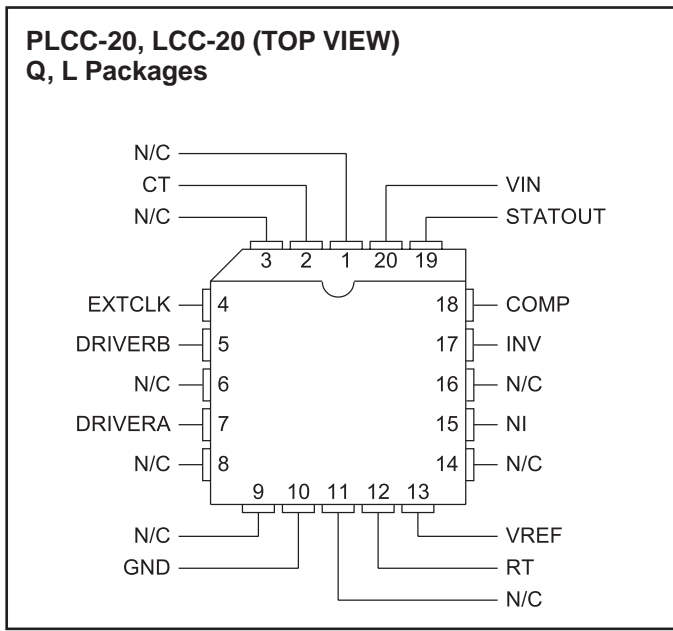 PLCC-20, LCC-20 (TOP VIEW)
Q, L Packages
N/C
CT
VIN
N/C
STATOUT
3 2 1 20 19
EXTCLK 4 18 COMP
DRIVERB 5 17 INV
N/C 6 16 N/C
DRIVERA 7 15 NI
N/C 8 14 N/C
9 10 11 12 13
N/C VREF
GND RT
N/C